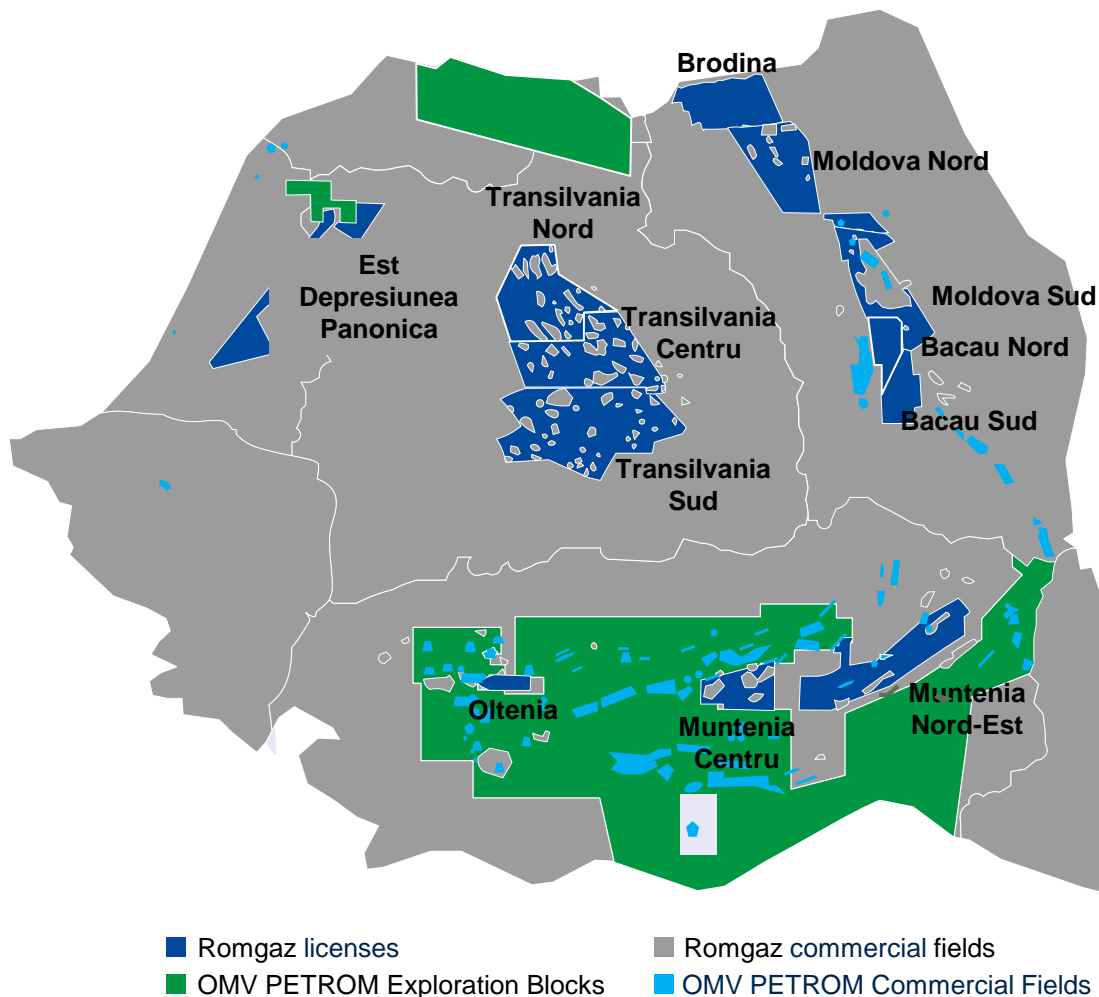 Brodina
Moldova Nord
Transilvania
Nord
Est
Depresiunea
Panonica
Moldova Sud
Transilvania
Centru
Bacau Nord
Bacau Sud
Transilvania
Sud
Oltenia
Muntenia
Centru
Muntenia
Nord-Est
Romgaz licenses
Romgaz commercial fields
OMV PETROM Exploration Blocks
OMV PETROM Commercial Fields